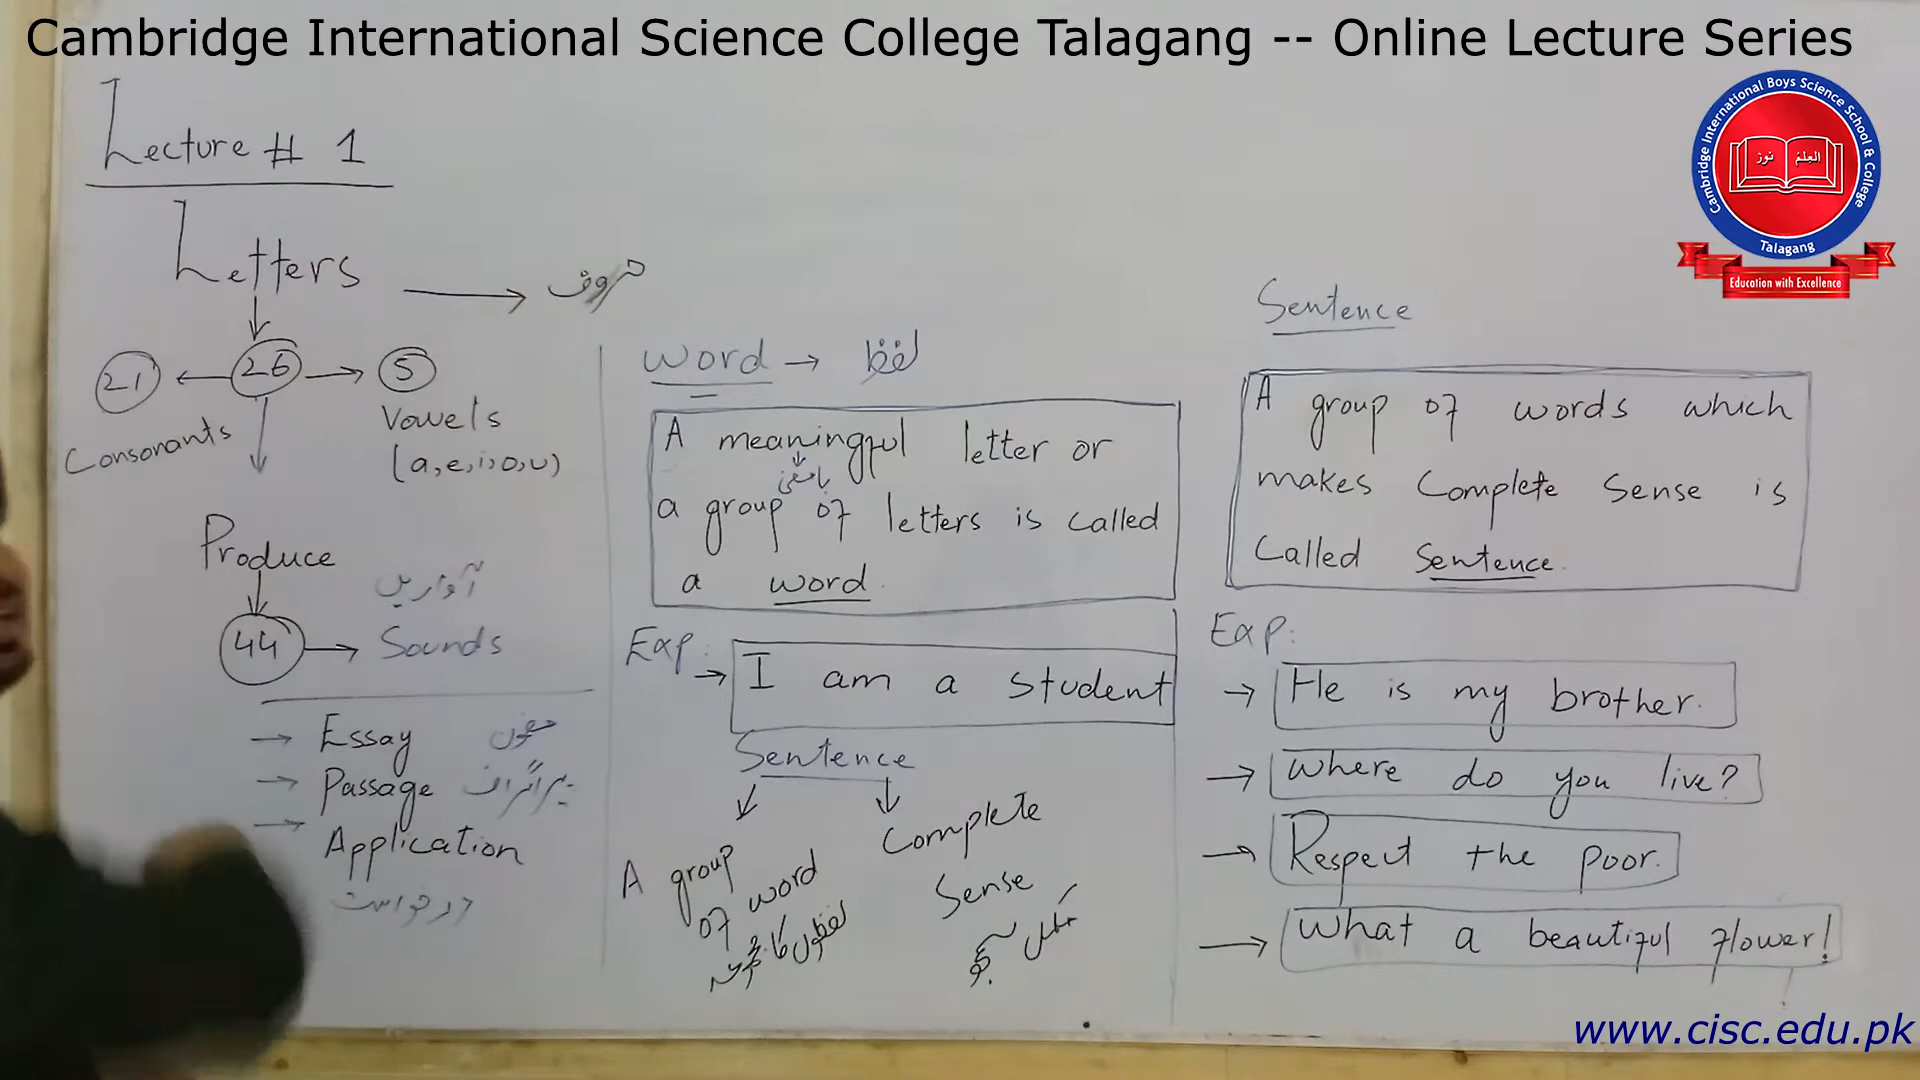 Cambridge International Science College Talagang -- Online Lecture Series
Cambridge International Boys Science School & College
نور العلم
Talagang
Education with Excellence
Lecture # 1
Letters → حروف
21 ← 26 → 5
Consonants
Vowels
(a,e,i,o,u)
Produce
آوازیں
44 → Sounds
→ Essay مضمون
→ Passage پیراگراف
→ Application
درخواست
word → لفظ
A meaningful letter or
بامعنی
a group of letters is called
a word.
Exp:
→ I am a student
Sentence
A group
of word
لفظوں کا مجموعہ
Complete
Sense
مکمل
Sentence
A group of words which
makes Complete Sense is
Called Sentence.
Exp:
→ He is my brother.
→ Where do you live?
→ Respect the poor.
→ What a beautiful flower!
www.cisc.edu.pk